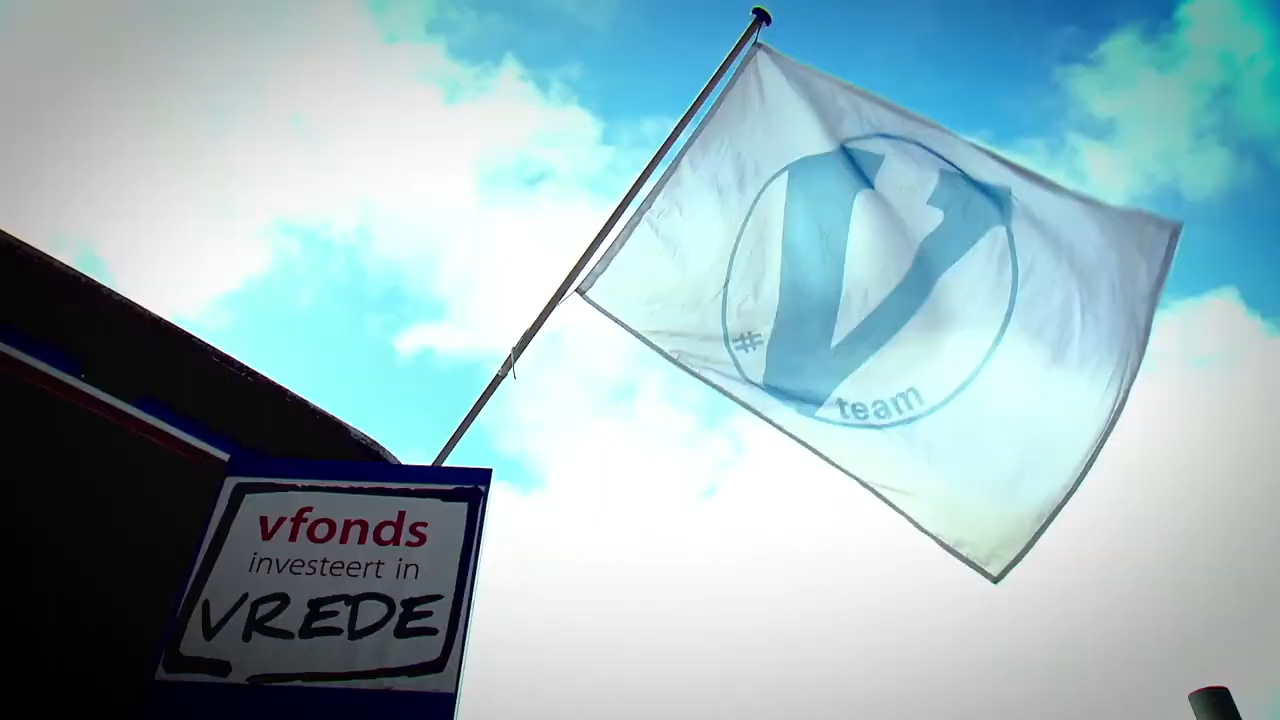 V
#
team
vfonds
investeert in
VREDE